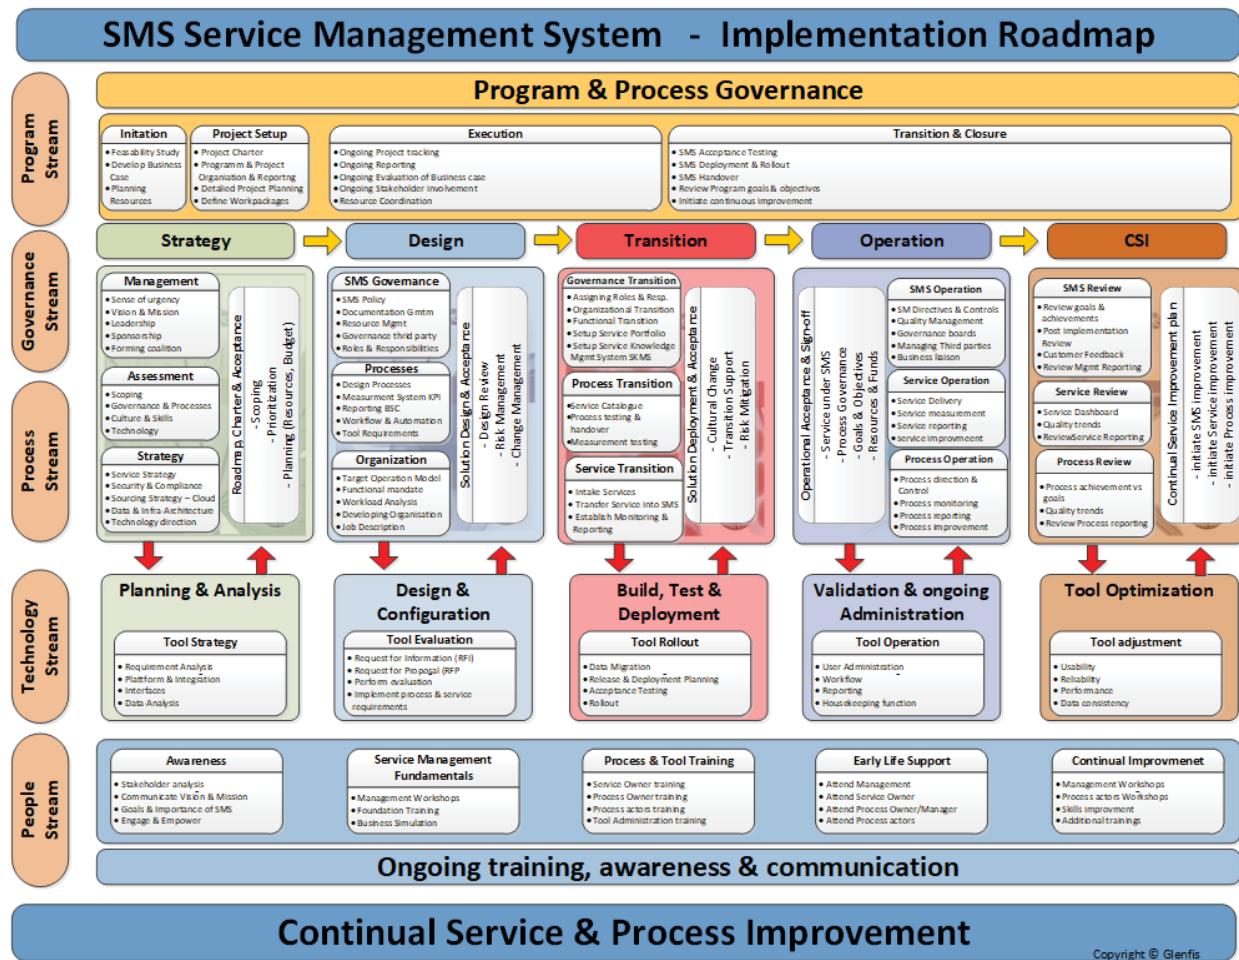 SMS Service Management System - Implementation Roadmap
Program Stream
Program & Process Governance
Initation
• Feasability Study
• Develop Business
Case
• Planning
Resources
Project Setup
• Project Charter
• Programm & Project
Organiation & Reporting
• Detailed Project Planning
• Define Workpackages
Execution
• Ongoing Project tracking
• Ongoing Reporting
• Ongoing Evaluation of Business case
• Ongoing Stakeholder involvement
• Resource Coordination
Transition & Closure
• SMS Acceptance Testing
• SMS Deployment & Rollout
• SMS Handover
• Review Program goals & objectives
• Initiate continuous improvement
Governance Stream
Process Stream
Strategy
Design
Transition
Operation
CSI
Management
• Sense of urgency
• Vision & Mission
• Leadership
• Sponsorship
• Forming coalition
Assessment
• Scoping
• Governance & Processes
• Culture & Skills
• Technology
Strategy
• Service Strategy
• Security & Compliance
• Sourcing Strategy – Cloud
• Data & Infra-Architecture
• Technology direction
Roadmap, Charter & Acceptance
- Scoping
- Prioritization
- Planning (Resources, Budget)
SMS Governance
• SMS Policy
• Documentation Gmtm
• Resource Mgmt
• Governance third party
• Roles & Responsibilities
Processes
• Design Processes
• Measurment System KPI
• Reporting BSC
• Workflow & Automation
• Tool Requirements
Organization
• Target Operation Model
• Functional mandate
• Workload Analysis
• Developing Organisation
• Job Description
Solution Design & Acceptance
- Design Review
- Risk Management
- Change Management
Governance Transition
• Assigning Roles & Resp.
• Organizational Transition
• Functional Transition
• Setup Service Portfolio
• Setup Service Knowledge
Mgmt System SKMS
Process Transition
• Service Catalogue
• Process testing &
handover
• Measurement testing
Service Transition
• Intake Services
• Transfer Service into SMS
• Establish Monitoring &
Reporting
Solution Deployment & Acceptance
- Cultural Change
- Transition Support
- Risk Mitigation
Operational Acceptance & Sign-off
- Service under SMS
- Process Governance
- Goals & Objectives
- Resources & Funds
SMS Operation
• SM Directives & Controls
• Quality Management
• Governance boards
• Managing Third parties
• Business liaison
Service Operation
• Service Delivery
• Service measurement
• Service reporting
• service improvmeent
Process Operation
• Process direction &
Control
• Process monitoring
• Process reporting
• Process improvement
SMS Review
• Review goals &
achievements
• Post implementation
Review
• Customer Feedback
• Review Mgmt Reporting
Service Review
• Service Dashboard
• Quality trends
• ReviewService Reporting
Process Review
• Process achievement vs
goals
• Quality trends
• Review Process reporting
Continual Service Improvement plan
- initiate SMS improvement
- initiate Service improvement
- initiate Process improvement
Technology Stream
Planning & Analysis
Tool Strategy
• Requirement Analysis
• Plattform & Integration
• Interfaces
• Data Analysis
Design &
Configuration
Tool Evaluation
• Request for Information (RFI)
• Request for Proposal (RFP
• Perform evaluation
• Implement process & service
requirements
Build, Test &
Deployment
Tool Rollout
• Data Migration
• Release & Deployment Planning
• Acceptance Testing
• Rollout
Validation & ongoing
Administration
Tool Operation
• User Administration
• Workflow
• Reporting
• Housekeeping function
Tool Optimization
Tool adjustment
• Usability
• Reliability
• Performance
• Data consistency
People Stream
Awareness
• Stakeholder analysis
• Communicate Vision & Mission
• Goals & Importance of SMS
• Engage & Empower
Service Management
Fundamentals
• Management Workshops
• Foundation Training
• Business Simulation
Process & Tool Training
• Service Owner training
• Process Owner training
• Process actors training
• Tool Administration training
Early Life Support
• Attend Management
• Attend Service Owner
• Attend Process Owner/Manager
• Attend Process actors
Continual Improvmenet
• Management Workshops
• Process actors Workshops
• Skills improvment
• Additional trainings
Ongoing training, awareness & communication
Continual Service & Process Improvement
Copyright © Glenfis